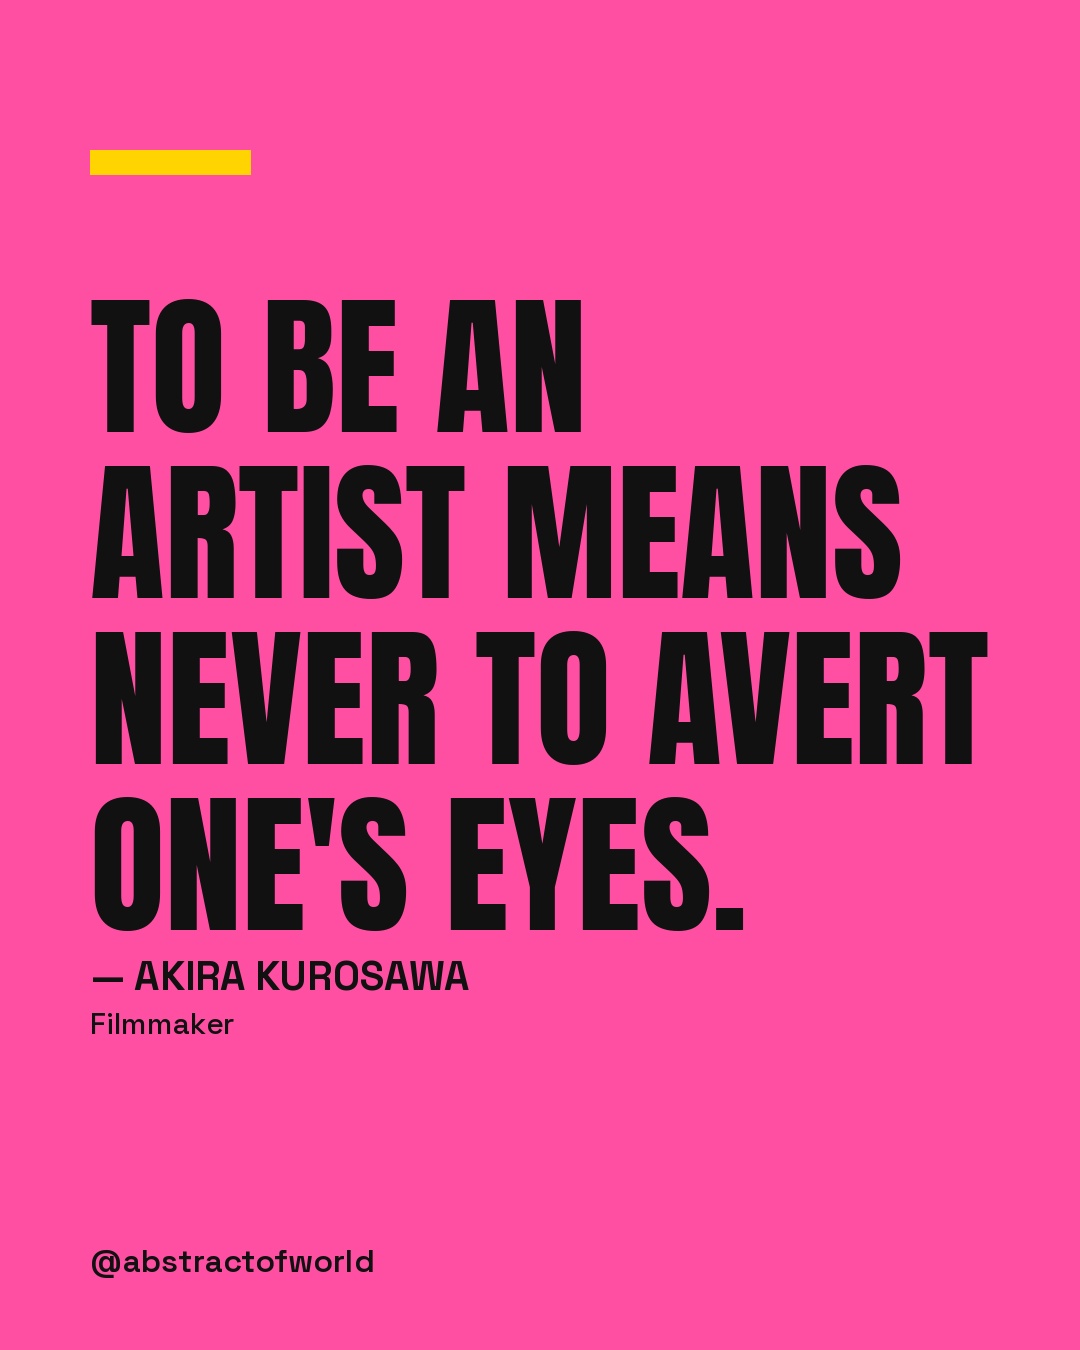 TO BE AN
ARTIST MEANS
NEVER TO AVERT
ONE'S EYES.
— AKIRA KUROSAWA
Filmmaker
@abstractofworld